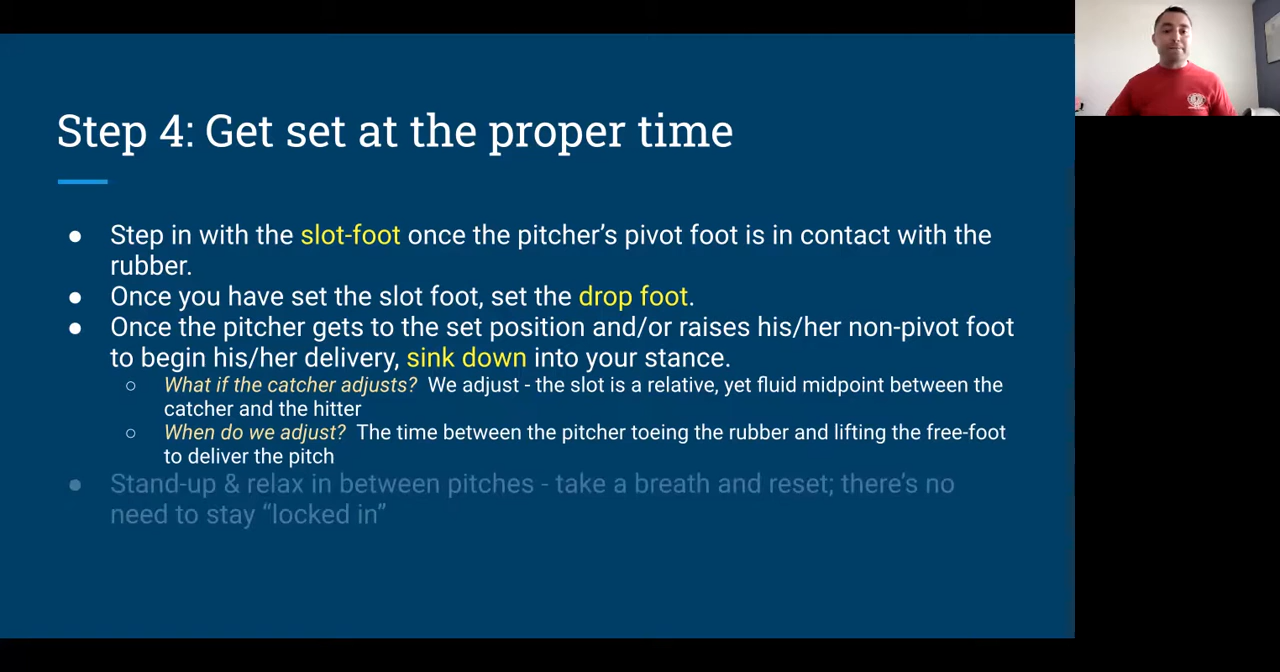 Step 4: Get set at the proper time
● Step in with the slot-foot once the pitcher’s pivot foot is in contact with the
rubber.
● Once you have set the slot foot, set the drop foot.
● Once the pitcher gets to the set position and/or raises his/her non-pivot foot
to begin his/her delivery, sink down into your stance.
○ What if the catcher adjusts? We adjust - the slot is a relative, yet fluid midpoint between the
catcher and the hitter
○ When do we adjust? The time between the pitcher toeing the rubber and lifting the free-foot
to deliver the pitch
● Stand-up & relax in between pitches - take a breath and reset; there’s no
need to stay “locked in”